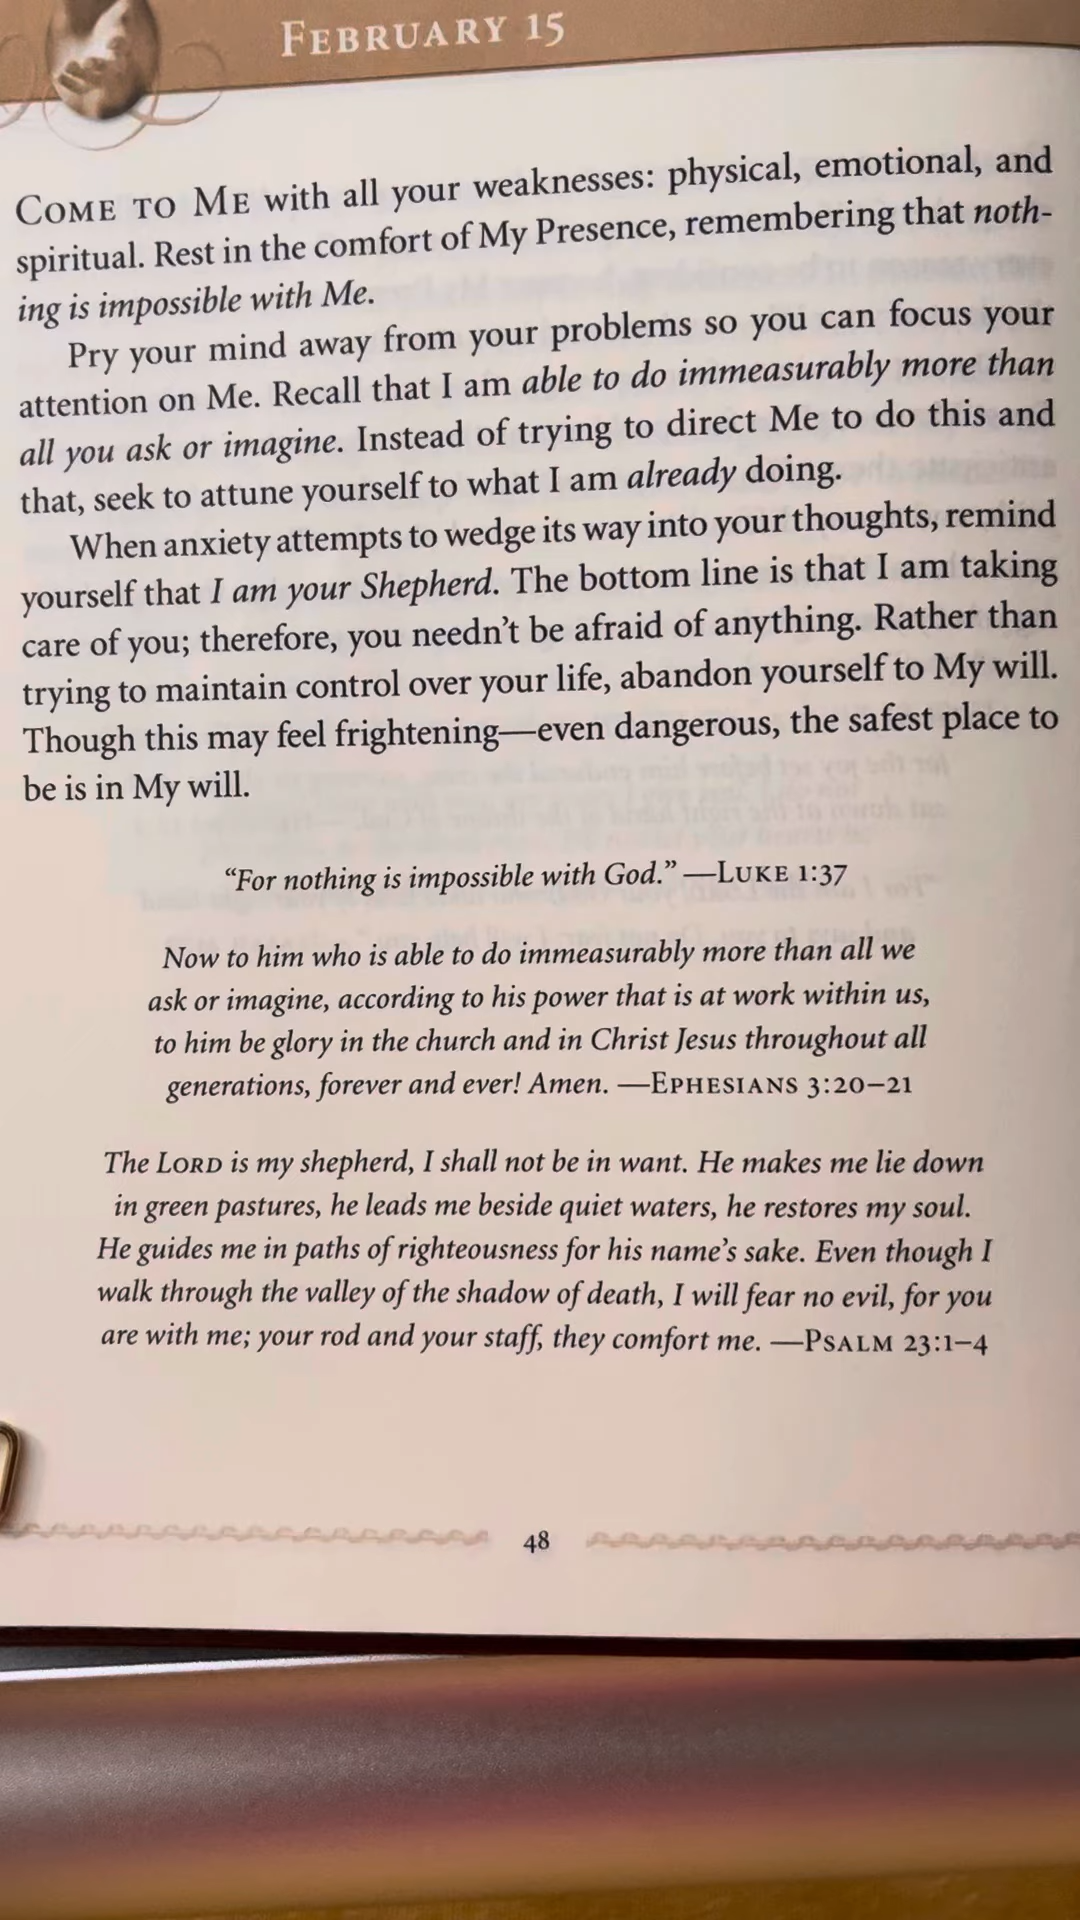 FEBRUARY 15
COME TO ME with all your weaknesses: physical, emotional, and
spiritual. Rest in the comfort of My Presence, remembering that noth-
ing is impossible with Me.
Pry your mind away from your problems so you can focus your
attention on Me. Recall that I am able to do immeasurably more than
all you ask or imagine. Instead of trying to direct Me to do this and
that, seek to attune yourself to what I am already doing.
When anxiety attempts to wedge its way into your thoughts, remind
yourself that I am your Shepherd. The bottom line is that I am taking
care of you; therefore, you needn't be afraid of anything. Rather than
trying to maintain control over your life, abandon yourself to My will.
Though this may feel frightening—even dangerous, the safest place to
be is in My will.
“For nothing is impossible with God.” —LUKE 1:37
Now to him who is able to do immeasurably more than all we
ask or imagine, according to his power that is at work within us,
to him be glory in the church and in Christ Jesus throughout all
generations, forever and ever! Amen. —EPHESIANS 3:20–21
The LORD is my shepherd, I shall not be in want. He makes me lie down
in green pastures, he leads me beside quiet waters, he restores my soul.
He guides me in paths of righteousness for his name's sake. Even though I
walk through the valley of the shadow of death, I will fear no evil, for you
are with me; your rod and your staff, they comfort me. —PSALM 23:1–4
48